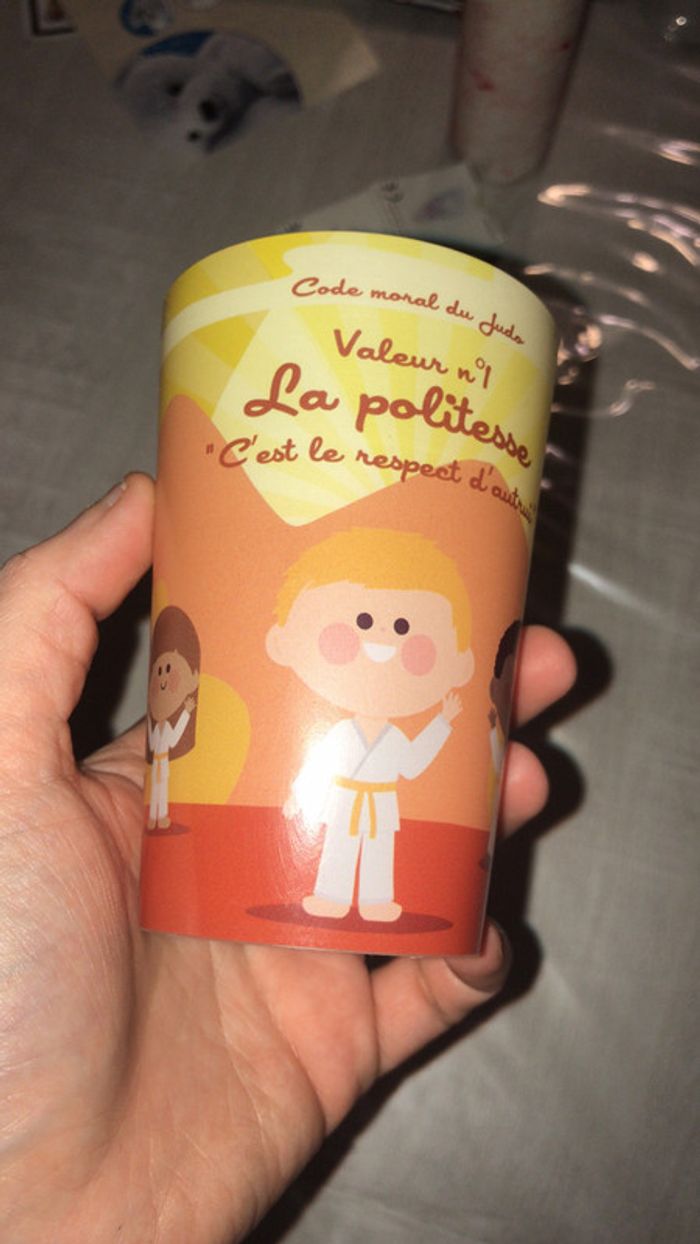 Code moral du Judo
Valeur n°1
La politesse
"C'est le respect d'autrui"